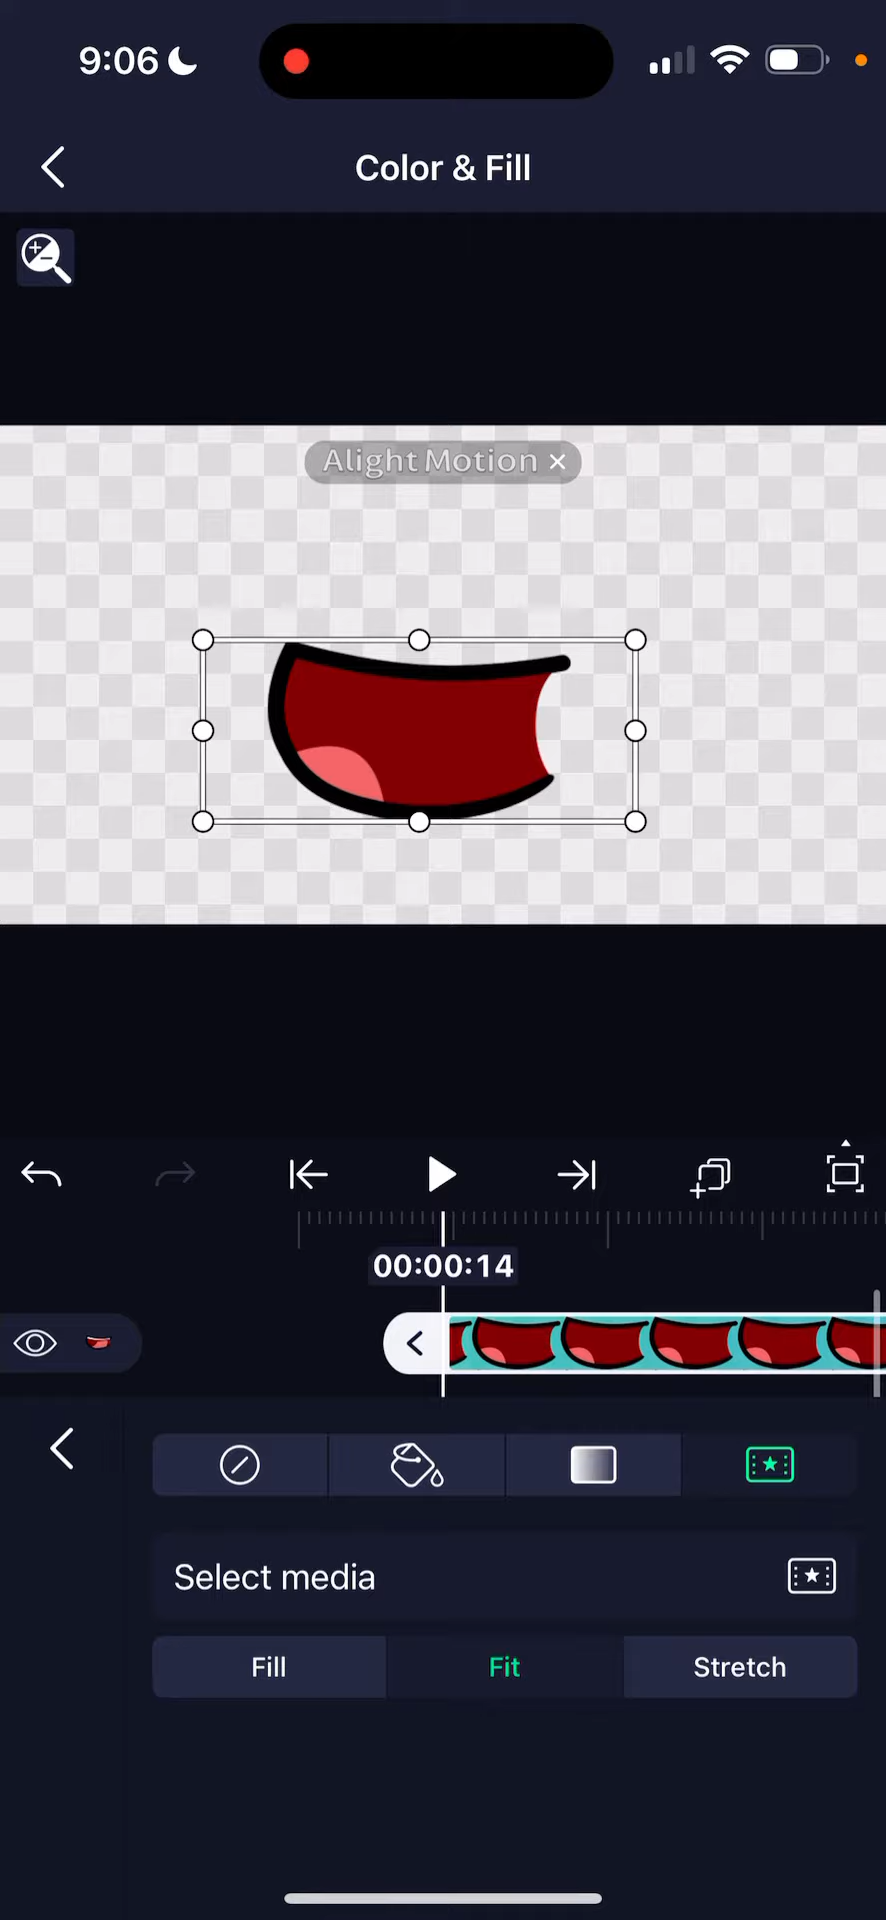 9:06
Color & Fill
Alight Motion ×
00:00:14
Select media
Fill
Fit
Stretch